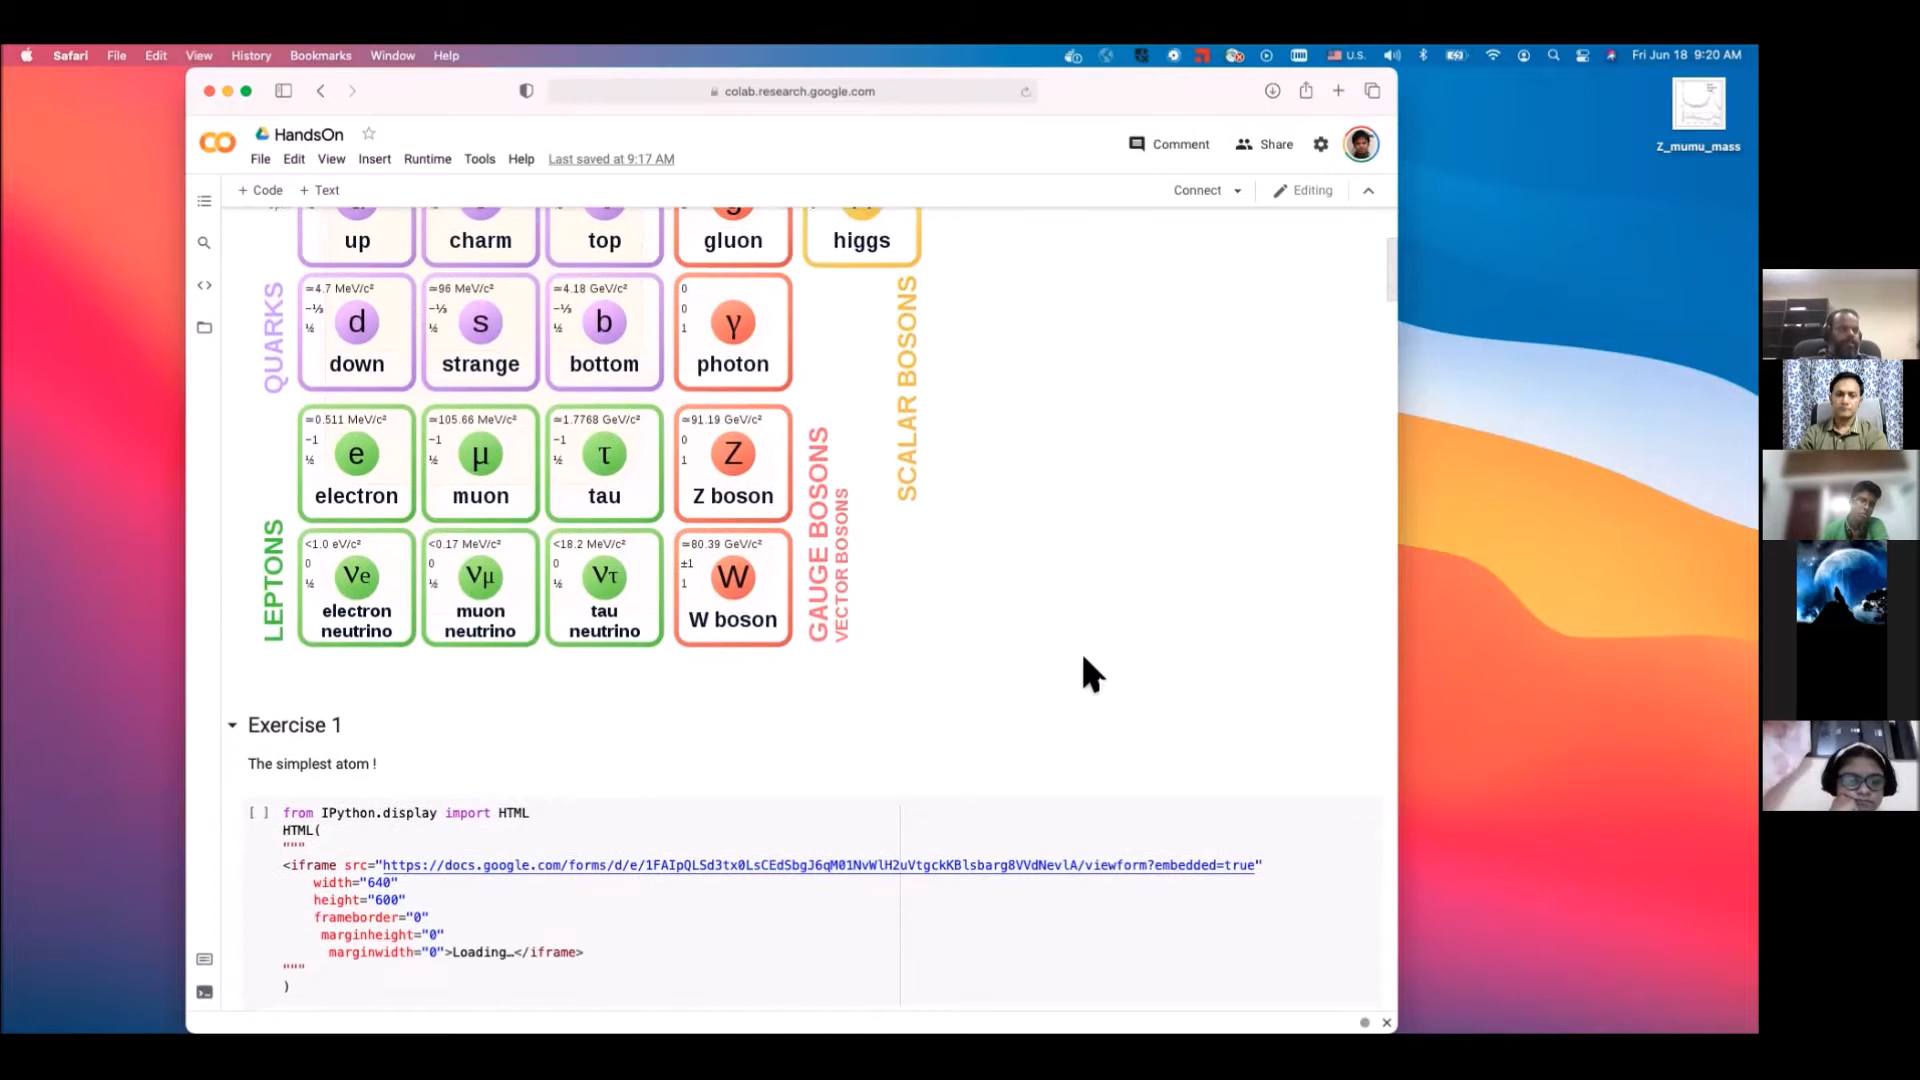 Safari File Edit View History Bookmarks Window Help U.S. Fri Jun 18 9:20 AM
colab.research.google.com
HandsOn
Comment Share
File Edit View Insert Runtime Tools Help Last saved at 9:17 AM
Z_mumu_mass
+ Code + Text Connect Editing
up charm top gluon higgs
QUARKS
≃4.7 MeV/c² ≃96 MeV/c² ≃4.18 GeV/c² 0
−⅓ −⅓ −⅓ 0
½ ½ ½ 1
d s b γ
down strange bottom photon
SCALAR BOSONS
LEPTONS
≃0.511 MeV/c² ≃105.66 MeV/c² ≃1.7768 GeV/c² ≃91.19 GeV/c²
−1 −1 −1 0
½ ½ ½ 1
e μ τ Z
electron muon tau Z boson
GAUGE BOSONS
VECTOR BOSONS
<1.0 eV/c² <0.17 MeV/c² <18.2 MeV/c² ≃80.39 GeV/c²
0 0 0 ±1
½ ½ ½ 1
νe νμ ντ W
electron muon tau W boson
neutrino neutrino neutrino
Exercise 1
The simplest atom !
[ ] from IPython.display import HTML
HTML(
"""
<iframe src="https://docs.google.com/forms/d/e/1FAIpQLSd3tx0LsCEdSbgJ6qM01NvWlH2uVtgckKBlsbarg8VVdNevlA/viewform?embedded=true"
width="640"
height="600"
frameborder="0"
marginheight="0"
marginwidth="0">Loading…</iframe>
"""
)